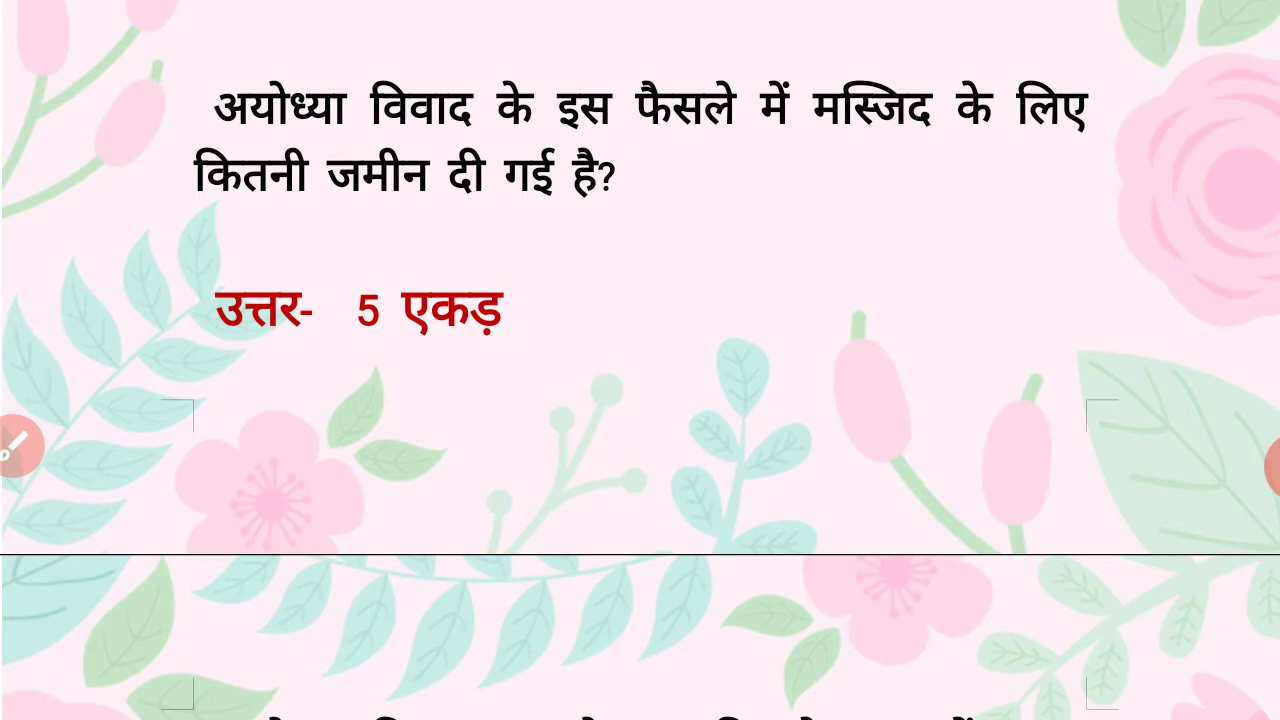 अयोध्या विवाद के इस फैसले में मस्जिद के लिए
कितनी जमीन दी गई है?
उत्तर- 5 एकड़